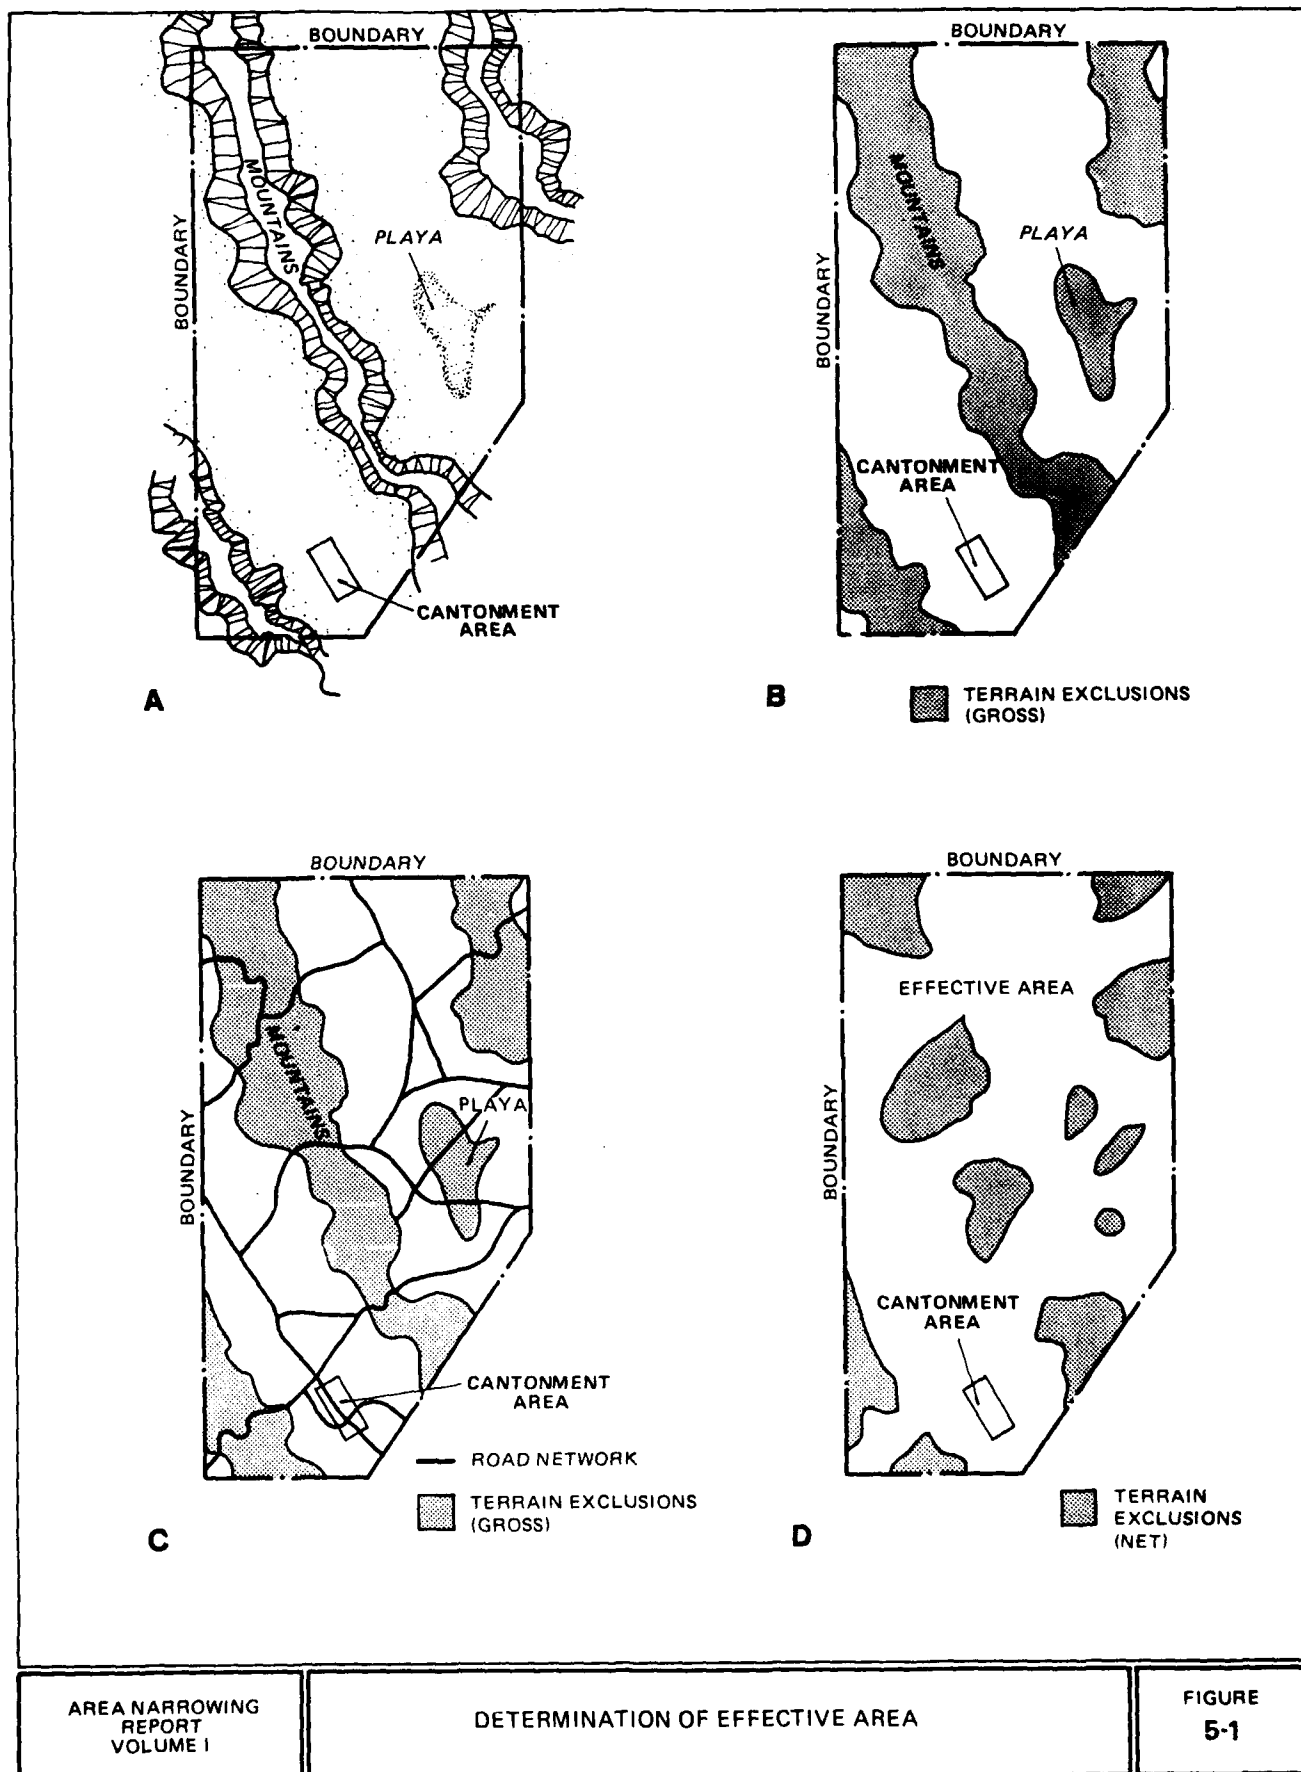 BOUNDARY
BOUNDARY
MOUNTAINS
PLAYA
CANTONMENT
AREA
A
BOUNDARY
BOUNDARY
MOUNTAINS
PLAYA
CANTONMENT
AREA
B
TERRAIN EXCLUSIONS
(GROSS)
BOUNDARY
BOUNDARY
MOUNTAINS
PLAYA
CANTONMENT
AREA
ROAD NETWORK
TERRAIN EXCLUSIONS
(GROSS)
C
BOUNDARY
EFFECTIVE AREA
BOUNDARY
CANTONMENT
AREA
TERRAIN
EXCLUSIONS
(NET)
D
AREA NARROWING
REPORT
VOLUME I
DETERMINATION OF EFFECTIVE AREA
FIGURE
5-1